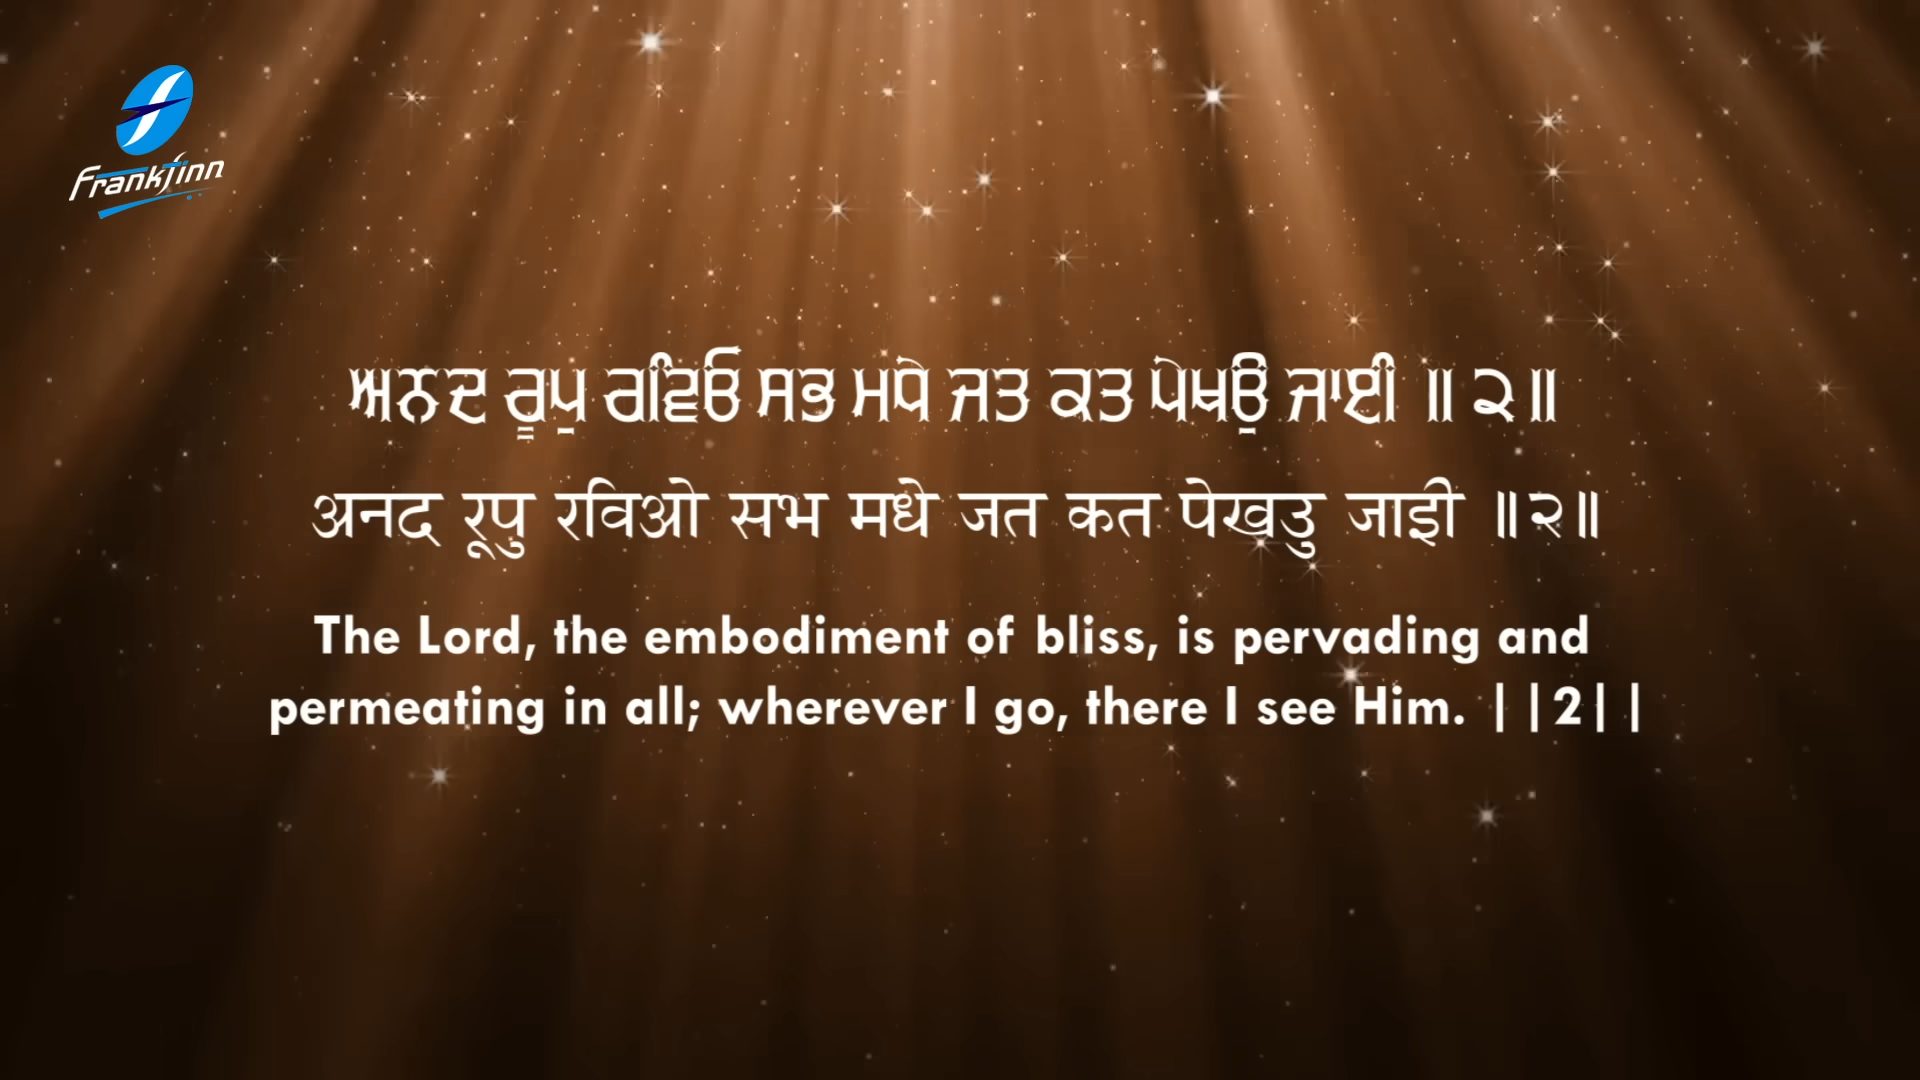 Frankfinn
ਅਨਦ ਰੂਪੁ ਰਵਿਓ ਸਭ ਮਧੇ ਜਤ ਕਤ ਪੇਖਉ ਜਾਈ ॥੨॥
अनद रूपु रविओ सभ मधे जत कत पेखउ जाई ॥२॥
The Lord, the embodiment of bliss, is pervading and
permeating in all; wherever I go, there I see Him. ||2||